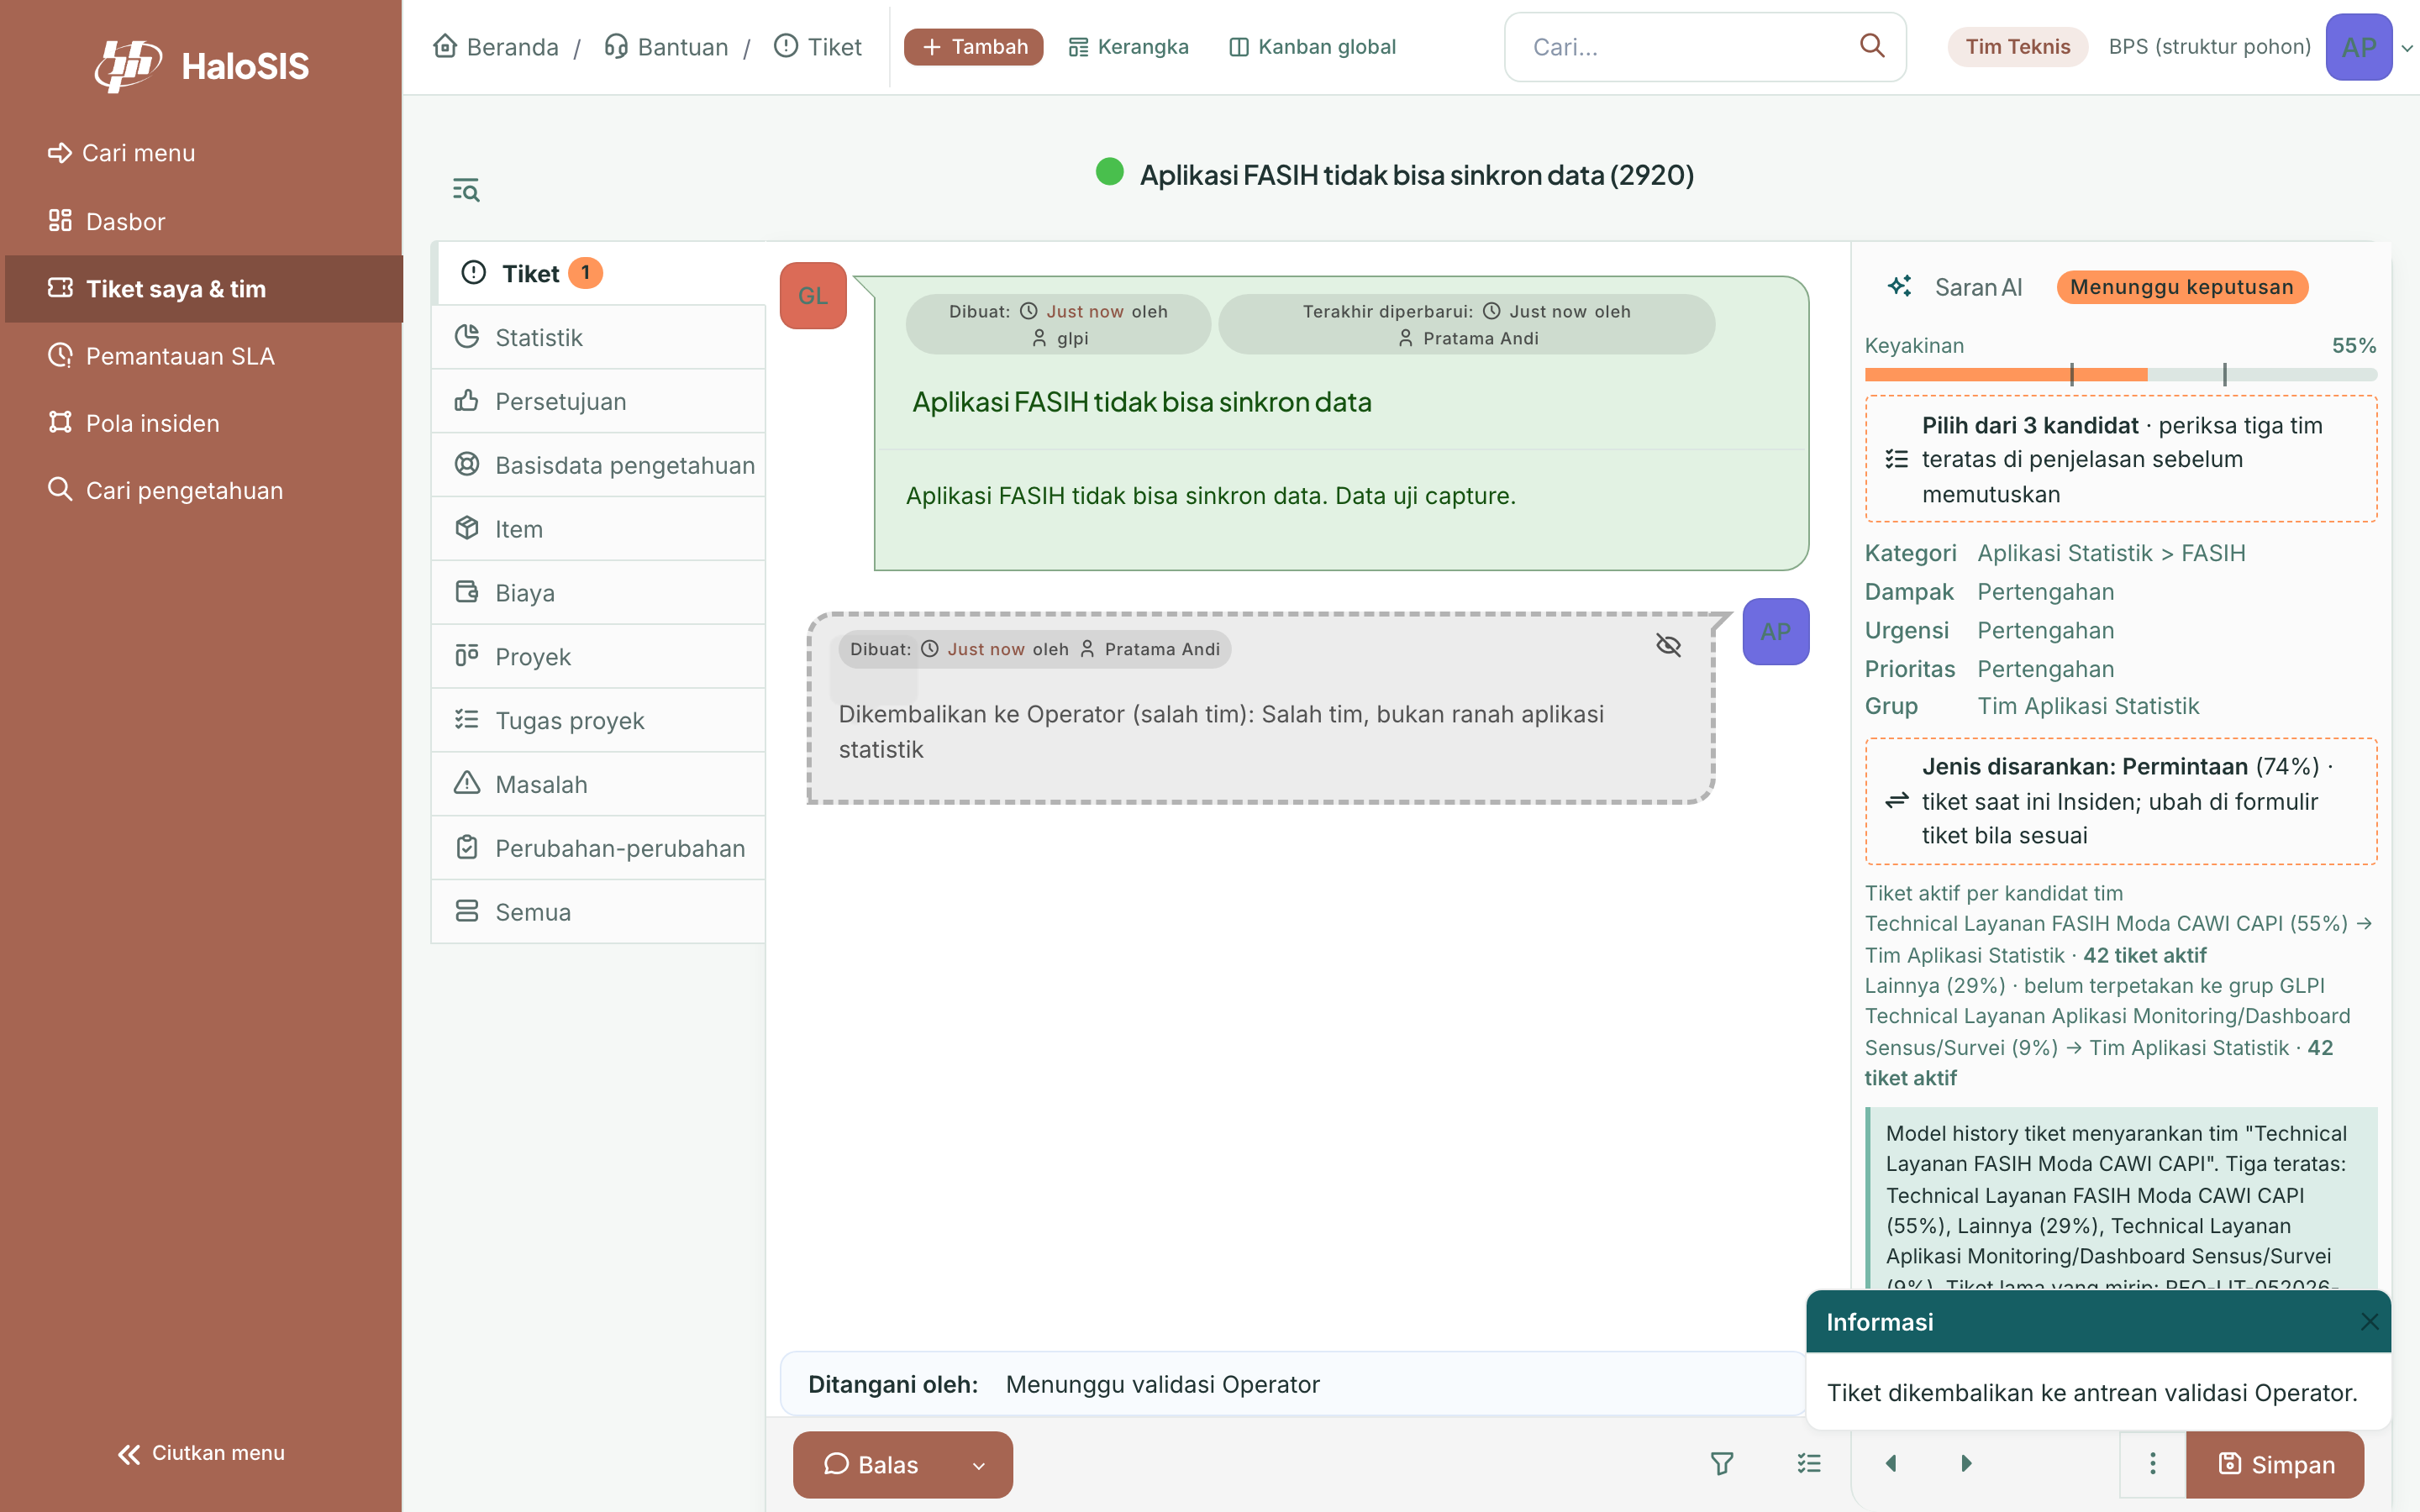 HaloSIS
Cari menu
Dasbor
Tiket saya & tim
Pemantauan SLA
Pola insiden
Cari pengetahuan
Ciutkan menu
Beranda / Bantuan / Tiket
Tambah
Kerangka
Kanban global
Cari...
Tim Teknis
BPS (struktur pohon)
AP
Aplikasi FASIH tidak bisa sinkron data (2920)
Tiket 1
Statistik
Persetujuan
Basisdata pengetahuan
Item
Biaya
Proyek
Tugas proyek
Masalah
Perubahan-perubahan
Semua
GL
Dibuat: Just now oleh
glpi
Terakhir diperbarui: Just now oleh
Pratama Andi
Aplikasi FASIH tidak bisa sinkron data
Aplikasi FASIH tidak bisa sinkron data. Data uji capture.
AP
Dibuat: Just now oleh Pratama Andi
Dikembalikan ke Operator (salah tim): Salah tim, bukan ranah aplikasi
statistik
Ditangani oleh: Menunggu validasi Operator
Balas
Saran AI
Menunggu keputusan
Keyakinan 55%
Pilih dari 3 kandidat · periksa tiga tim
teratas di penjelasan sebelum
memutuskan
Kategori Aplikasi Statistik > FASIH
Dampak Pertengahan
Urgensi Pertengahan
Prioritas Pertengahan
Grup Tim Aplikasi Statistik
Jenis disarankan: Permintaan (74%) ·
tiket saat ini Insiden; ubah di formulir
tiket bila sesuai
Tiket aktif per kandidat tim
Technical Layanan FASIH Moda CAWI CAPI (55%) →
Tim Aplikasi Statistik · 42 tiket aktif
Lainnya (29%) · belum terpetakan ke grup GLPI
Technical Layanan Aplikasi Monitoring/Dashboard
Sensus/Survei (9%) → Tim Aplikasi Statistik · 42
tiket aktif
Model history tiket menyarankan tim "Technical
Layanan FASIH Moda CAWI CAPI". Tiga teratas:
Technical Layanan FASIH Moda CAWI CAPI
(55%), Lainnya (29%), Technical Layanan
Aplikasi Monitoring/Dashboard Sensus/Survei
(9%). Tiket lama yang mirip: REQ-LIT-052026-
Informasi
Tiket dikembalikan ke antrean validasi Operator.
Simpan